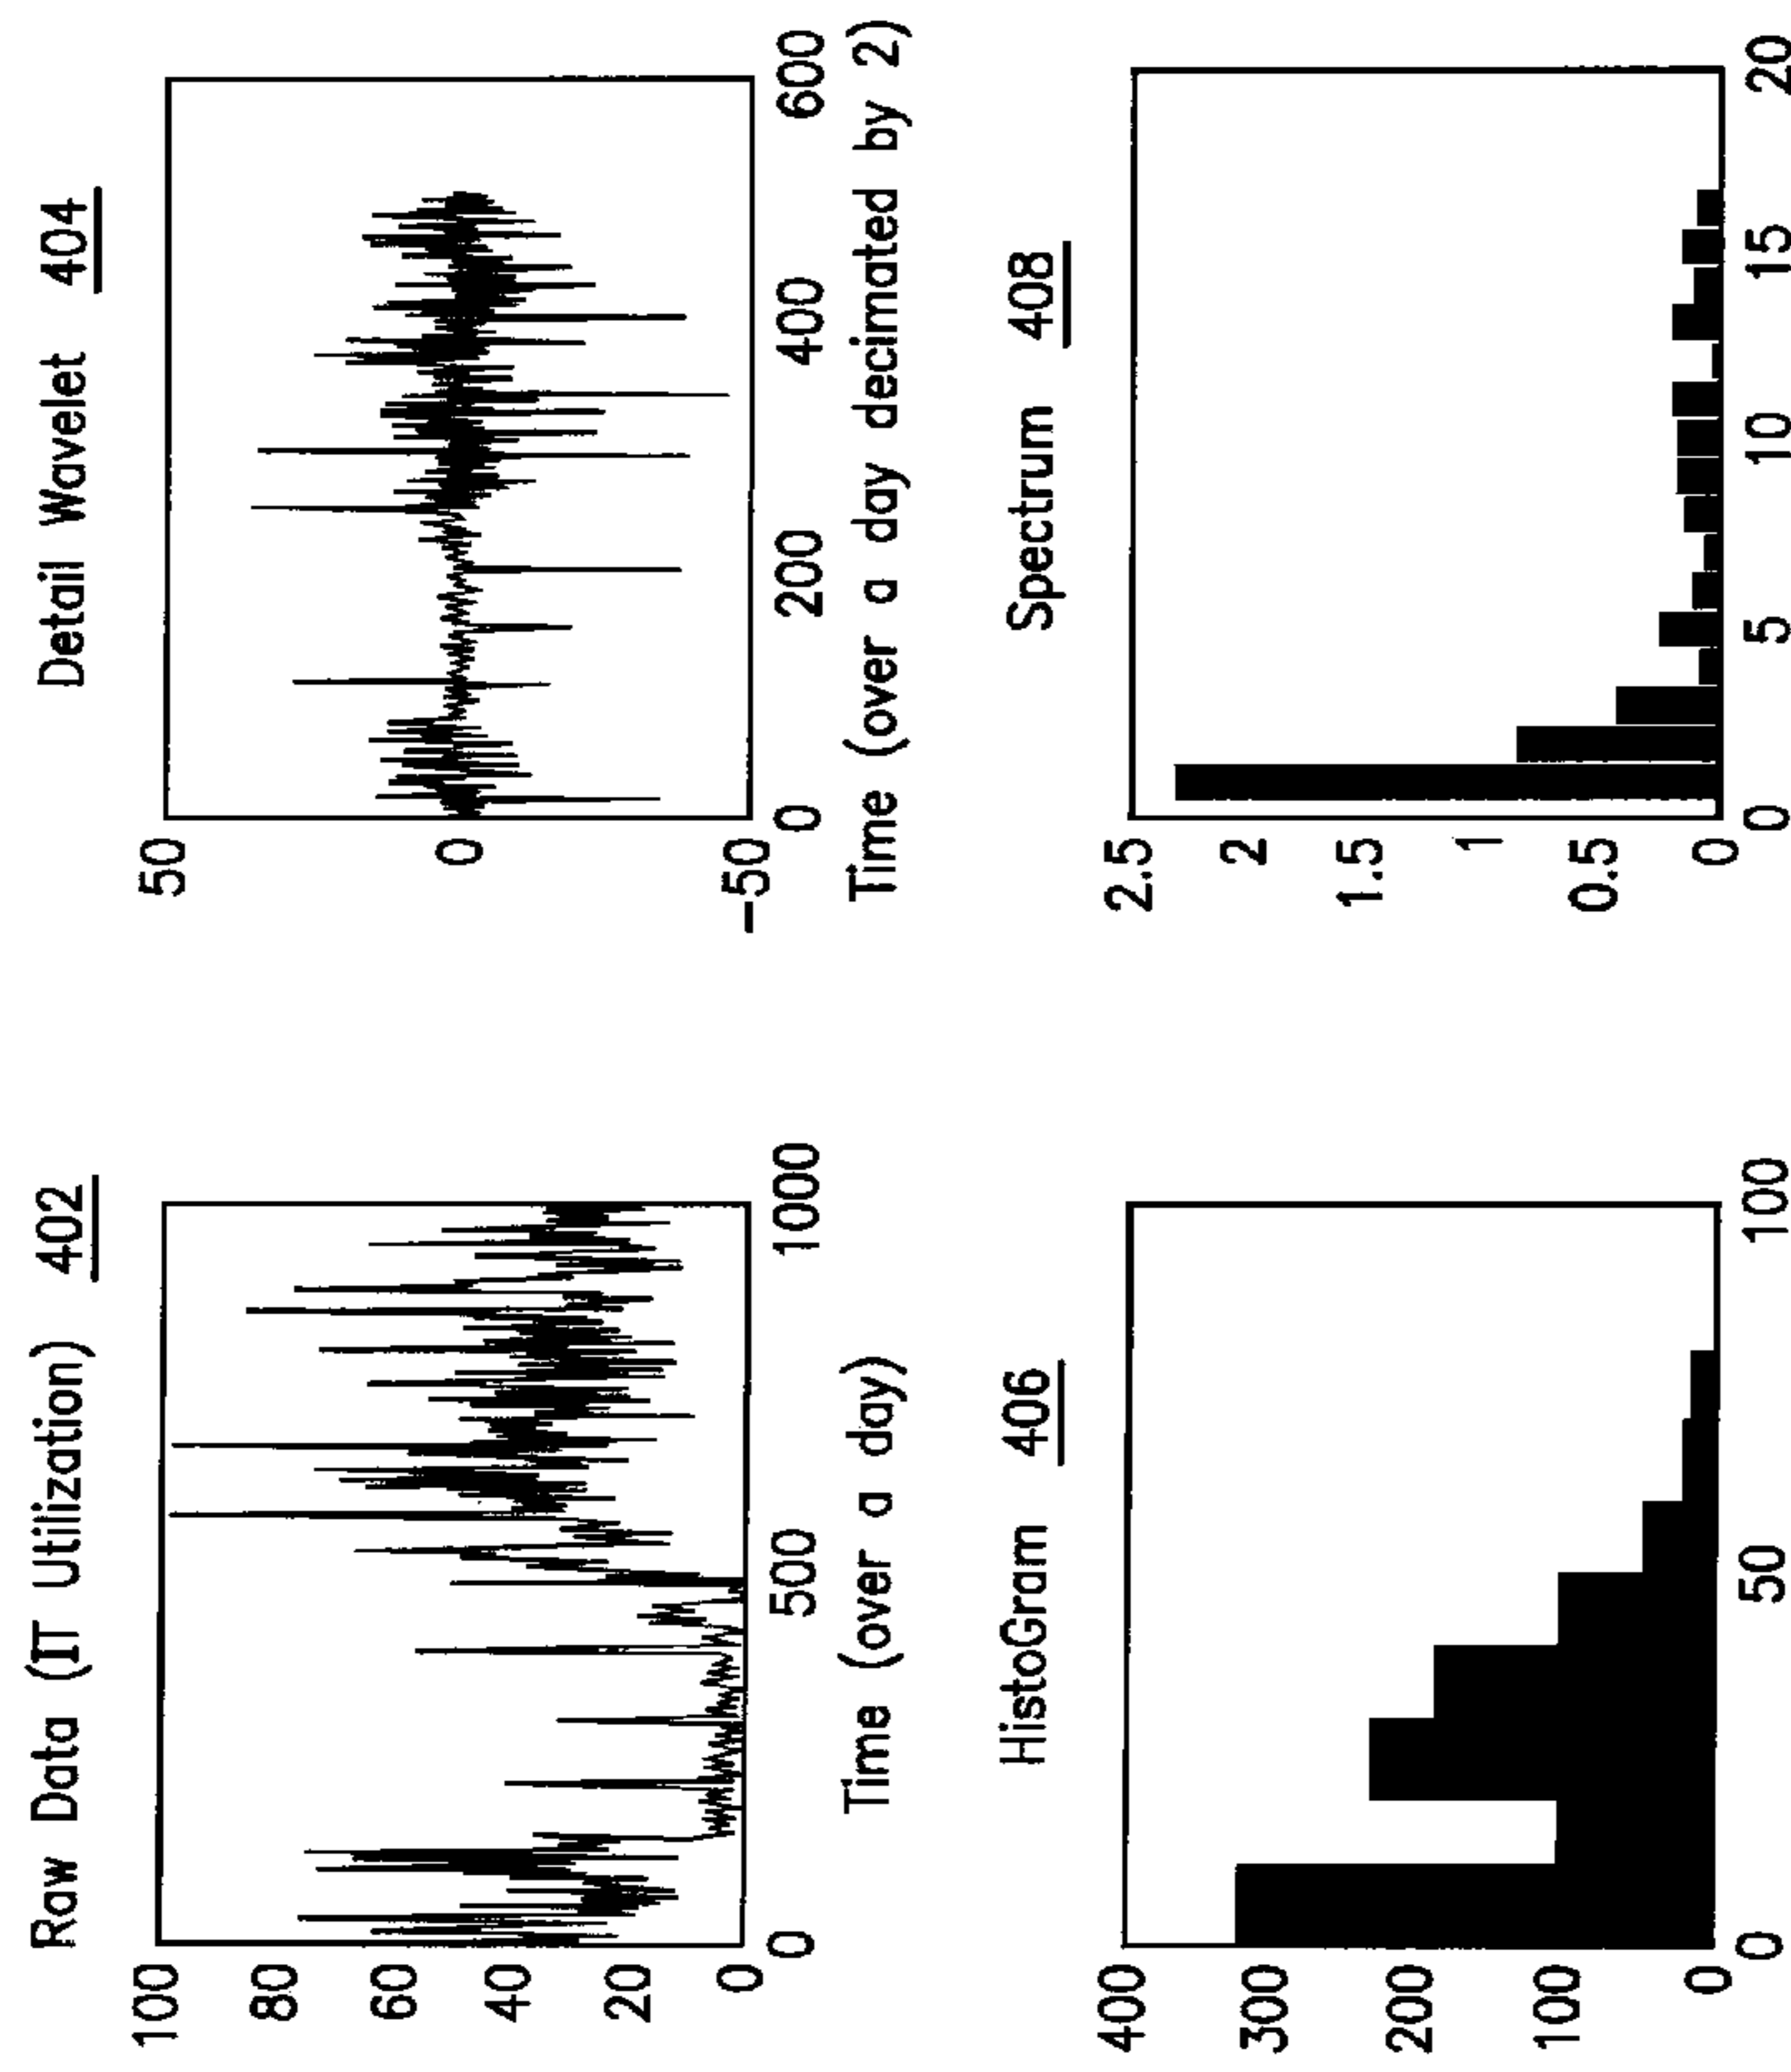 Raw Data (IT Utilization) 402
100
80
60
40
20
0
0 500 1000
Time (over a day)
Detail Wavelet 404
50
0
-50
0 200 400 600
Time (over a day decimated by 2)
HistoGram 406
400
300
200
100
0
0 50 100
Spectrum 408
2.5
2
1.5
1
0.5
0
0 5 10 15 20